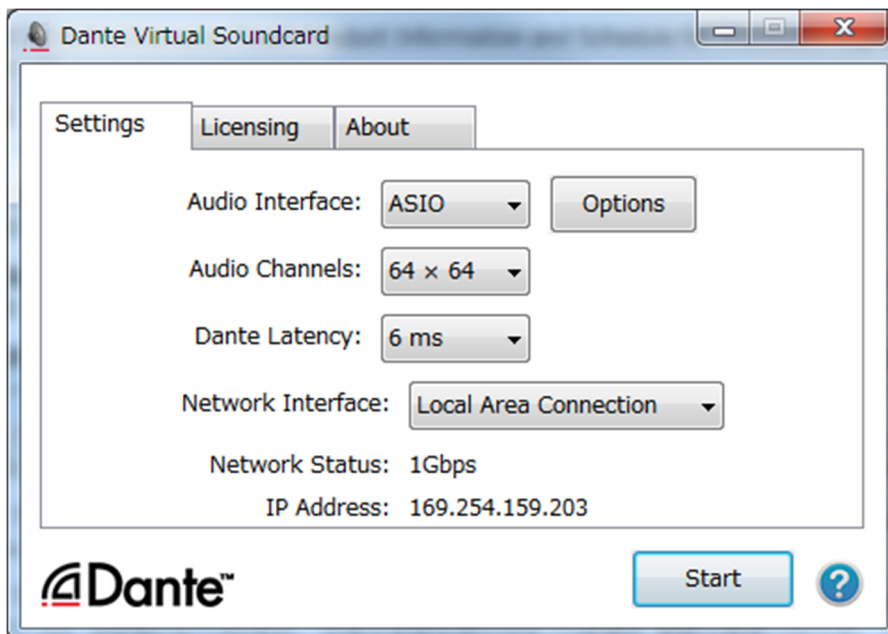 Dante Virtual Soundcard
Settings
Licensing
About
Audio Interface: ASIO Options
Audio Channels: 64 × 64
Dante Latency: 6 ms
Network Interface: Local Area Connection
Network Status: 1Gbps
IP Address: 169.254.159.203
Dante™
Start
?